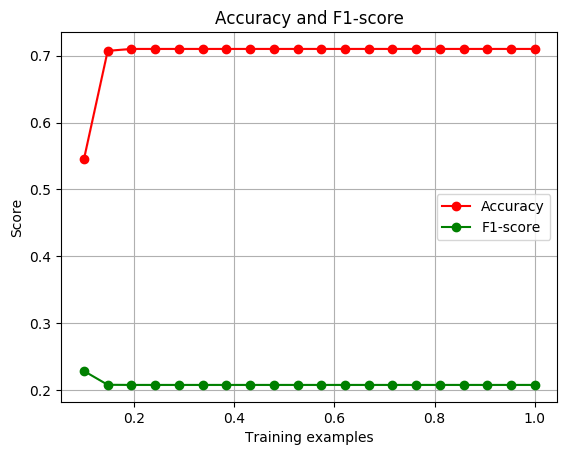 Accuracy and F1-score
Score
0.7
0.6
0.5
0.4
0.3
0.2
Accuracy
F1-score
0.2
0.4
0.6
0.8
1.0
Training examples